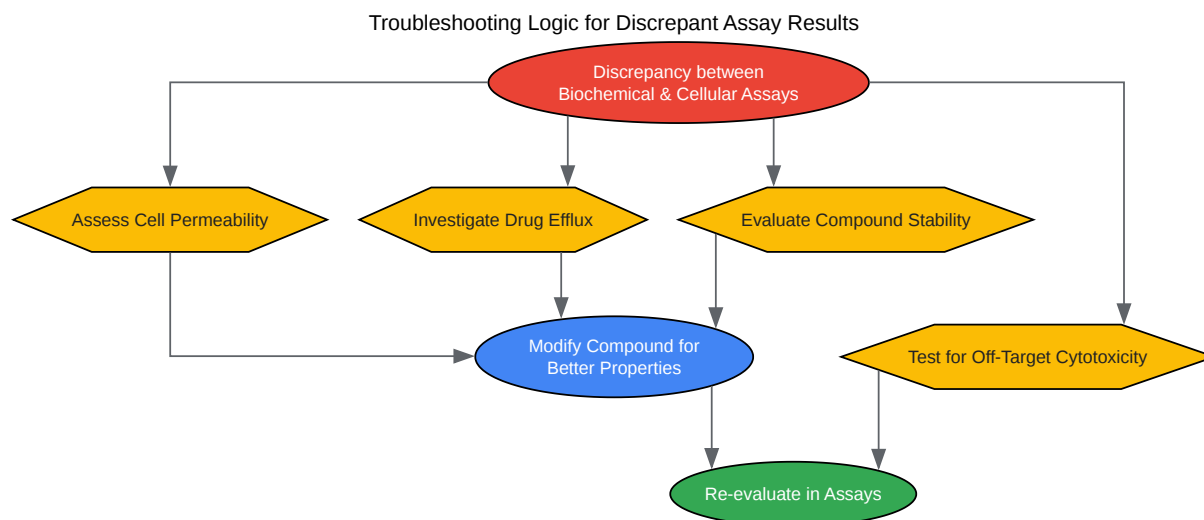 Troubleshooting Logic for Discrepant Assay Results
Discrepancy between
Biochemical & Cellular Assays
Assess Cell Permeability
Investigate Drug Efflux
Evaluate Compound Stability
Modify Compound for
Better Properties
Test for Off-Target Cytotoxicity
Re-evaluate in Assays